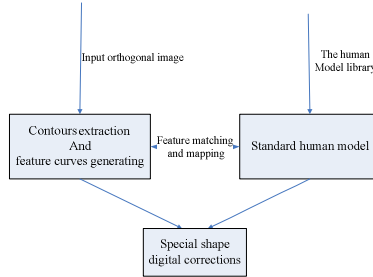 Input orthogonal image
The human
Model library
Contours extraction
And
feature curves generating
Feature matching
and mapping
Standard human model
Special shape
digital corrections